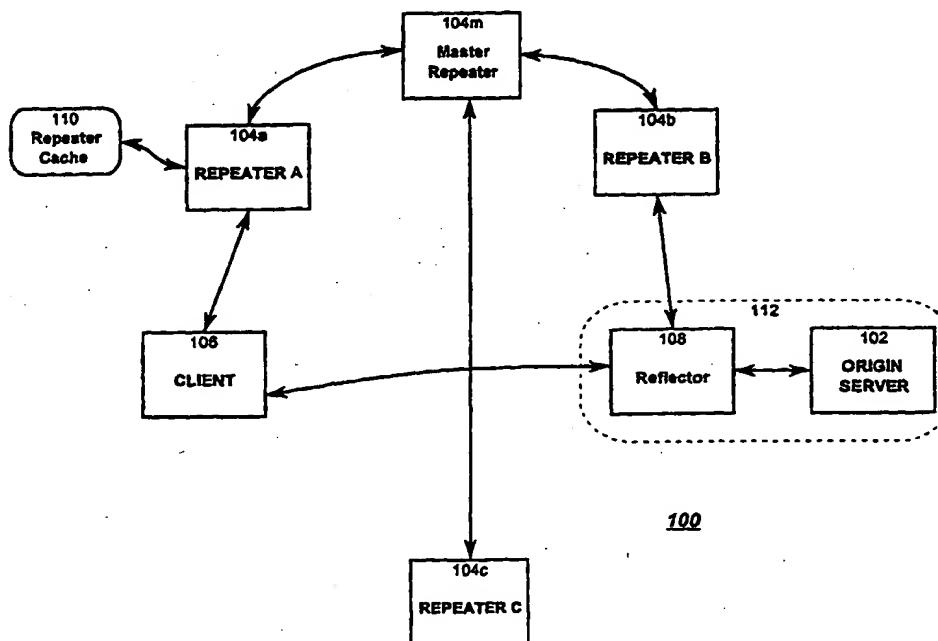 104m
Master
Repeater
110
Repeater
Cache
104a
REPEATER A
104b
REPEATER B
106
CLIENT
112
108
Reflector
102
ORIGIN
SERVER
100
104c
REPEATER C